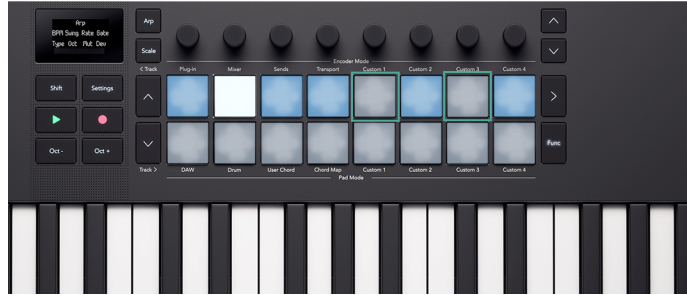 Arp
BPM Swng Rate Gate
Type Oct Mut Dev
Arp
Scale
Encoder Mode
< Track
Plug-in
Mixer
Sends
Transport
Custom 1
Custom 2
Custom 3
Custom 4
Shift
Settings
Oct -
Oct +
Func
Track >
DAW
Drum
User Chord
Chord Map
Custom 1
Custom 2
Custom 3
Custom 4
Pad Mode